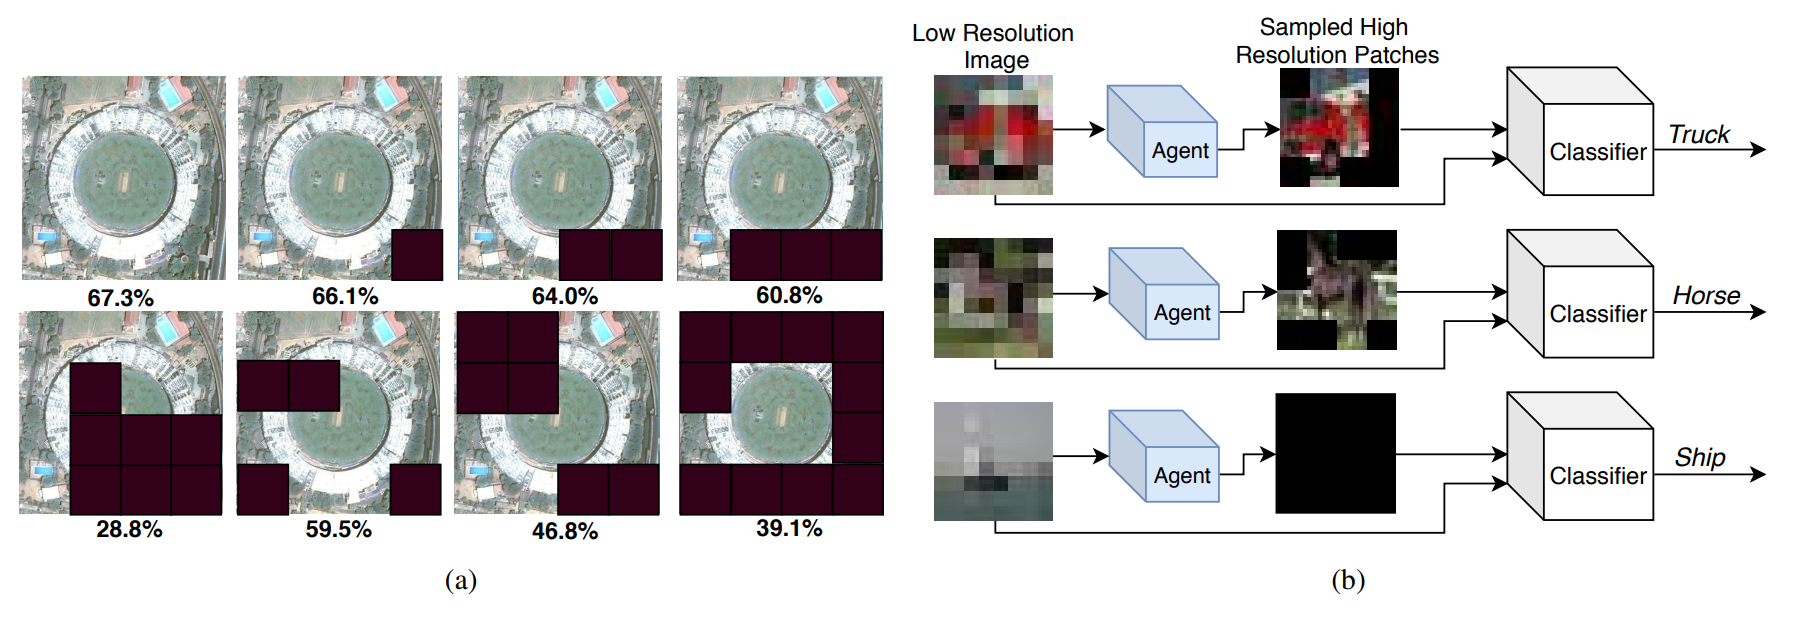 67.3%
66.1%
64.0%
60.8%
28.8%
59.5%
46.8%
39.1%
(a)
Low Resolution
Image
Sampled High
Resolution Patches
Agent
Classifier
Truck
Agent
Classifier
Horse
Agent
Classifier
Ship
(b)